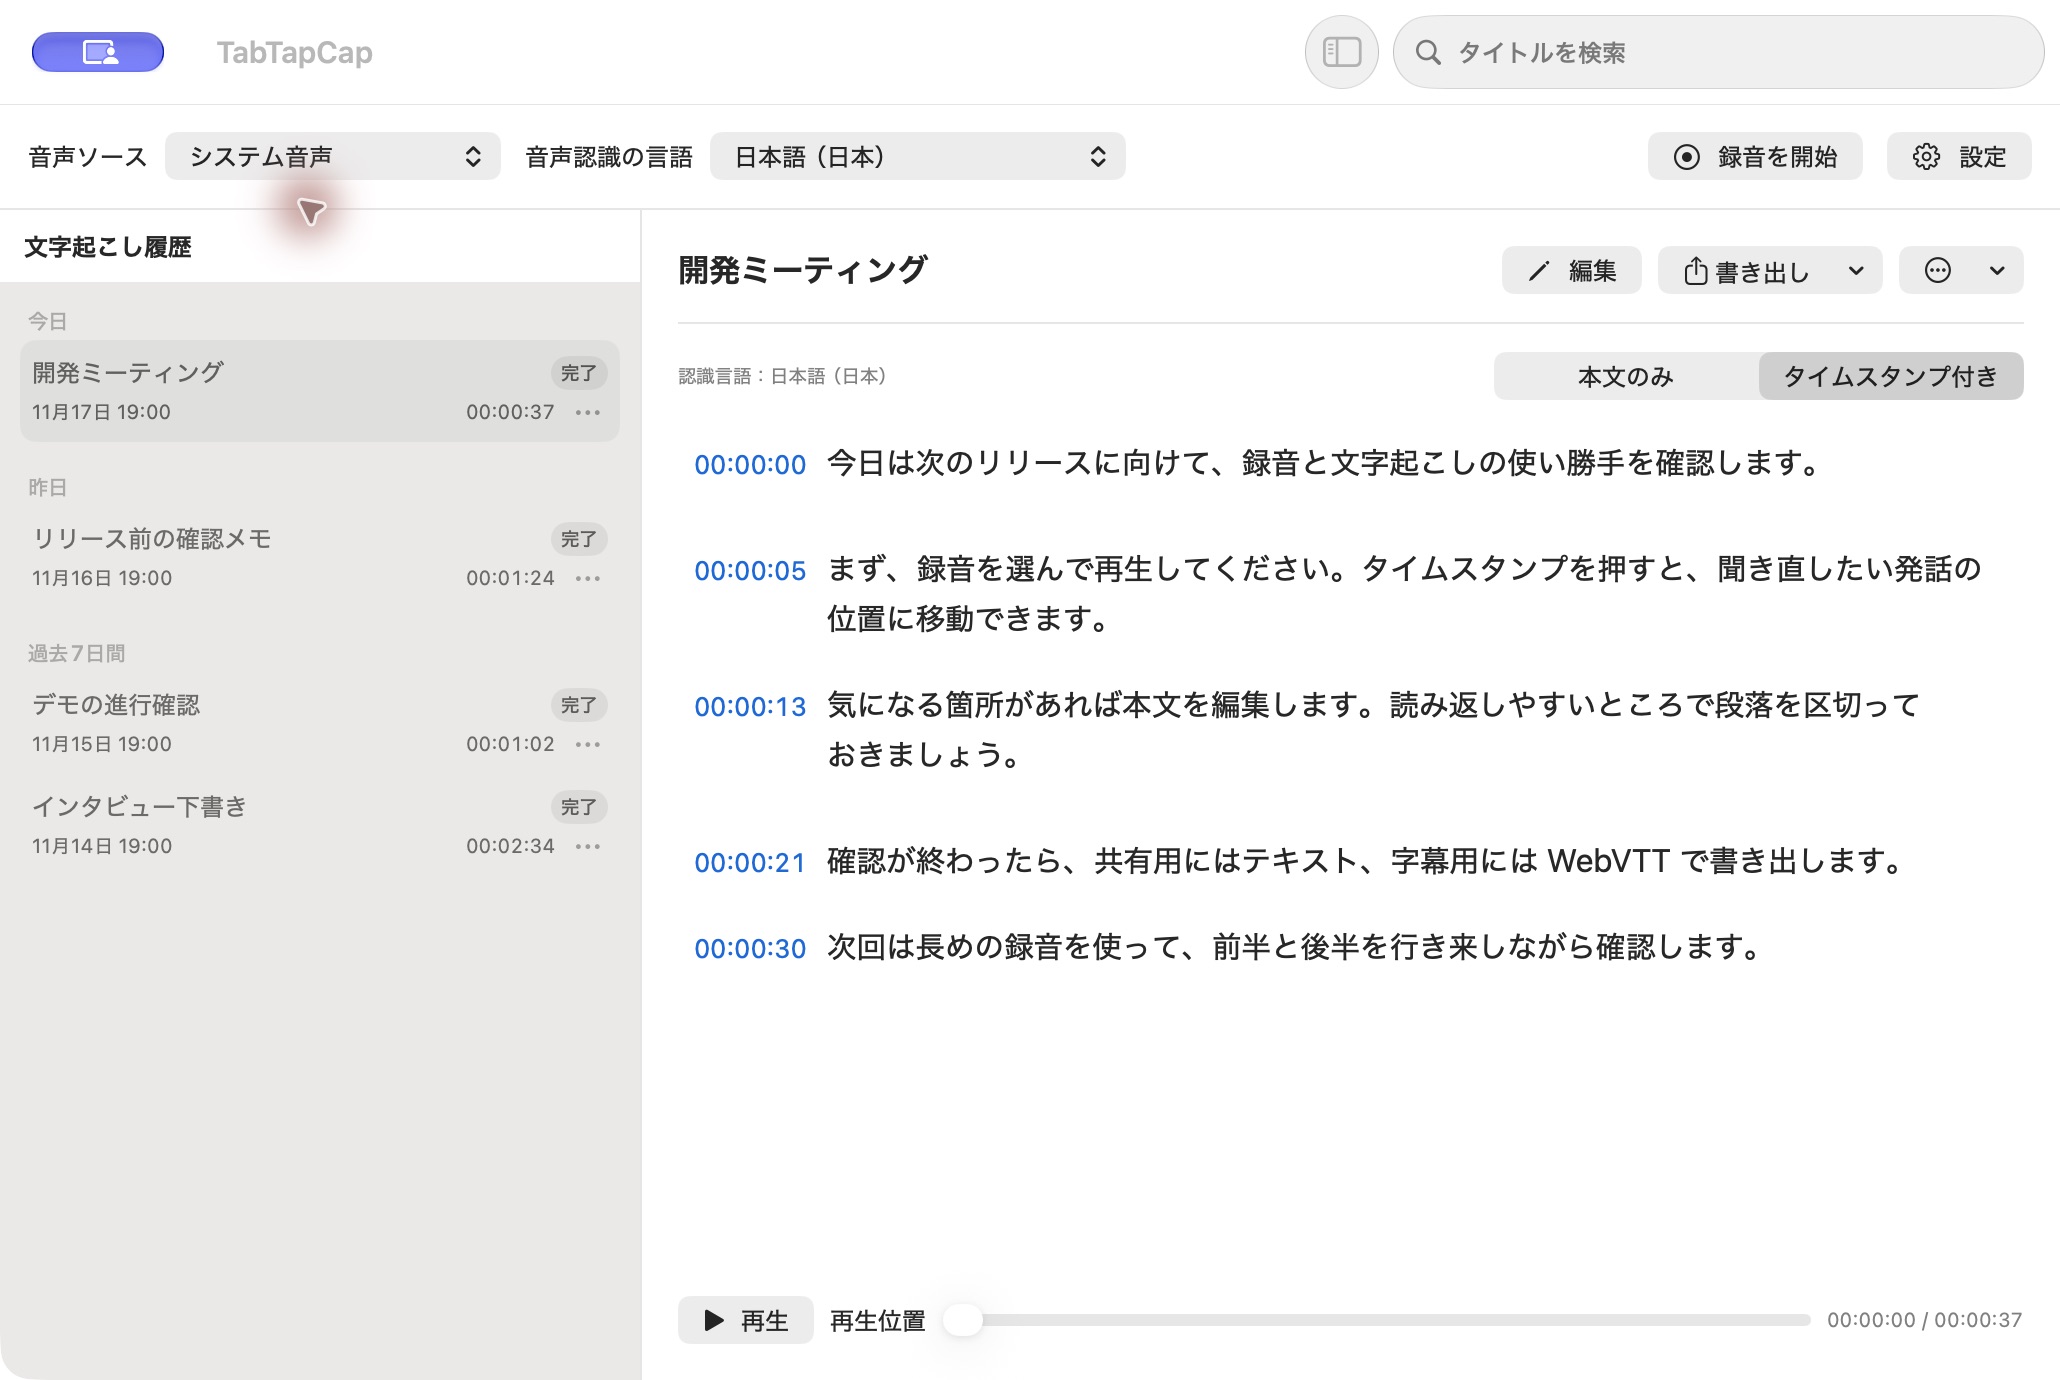 TabTapCap
タイトルを検索
音声ソース
システム音声
音声認識の言語
日本語（日本）
録音を開始
設定
文字起こし履歴
今日
開発ミーティング
完了
11月17日 19:00
00:00:37
昨日
リリース前の確認メモ
完了
11月16日 19:00
00:01:24
過去7日間
デモの進行確認
完了
11月15日 19:00
00:01:02
インタビュー下書き
完了
11月14日 19:00
00:02:34
開発ミーティング
編集
書き出し
認識言語：日本語（日本）
本文のみ
タイムスタンプ付き
00:00:00 今日は次のリリースに向けて、録音と文字起こしの使い勝手を確認します。
00:00:05 まず、録音を選んで再生してください。タイムスタンプを押すと、聞き直したい発話の
位置に移動できます。
00:00:13 気になる箇所があれば本文を編集します。読み返しやすいところで段落を区切って
おきましょう。
00:00:21 確認が終わったら、共有用にはテキスト、字幕用には WebVTT で書き出します。
00:00:30 次回は長めの録音を使って、前半と後半を行き来しながら確認します。
再生
再生位置
00:00:00 / 00:00:37